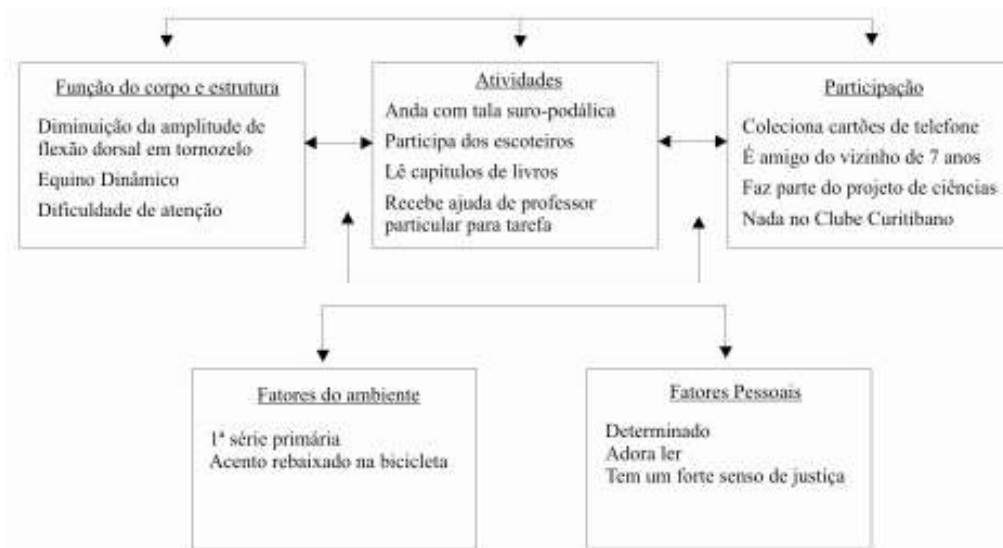 Função do corpo e estrutura
Diminuição da amplitude de
flexão dorsal em tornozelo
Equino Dinâmico
Dificuldade de atenção
Atividades
Anda com tala suro-podálica
Participa dos escoteiros
Lê capítulos de livros
Recebe ajuda de professor
particular para tarefa
Participação
Coleciona cartões de telefone
É amigo do vizinho de 7 anos
Faz parte do projeto de ciências
Nada no Clube Curitibano
Fatores do ambiente
1ª série primária
Acento rebaixado na bicicleta
Fatores Pessoais
Determinado
Adora ler
Tem um forte senso de justiça